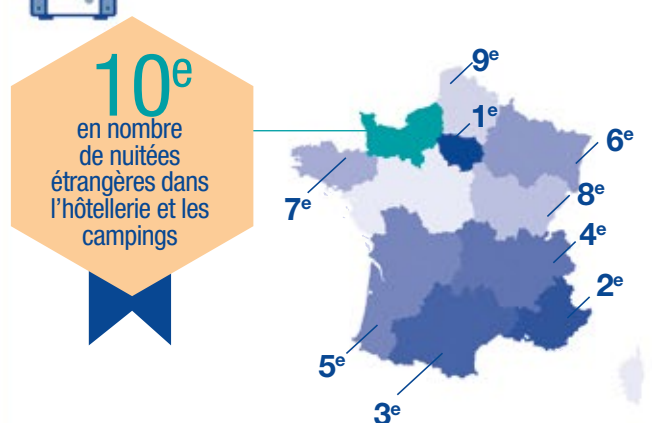 10e
en nombre
de nuitées
étrangères dans
l'hôtellerie et les
campings
9e
1e
6e
7e
8e
4e
2e
5e
3e